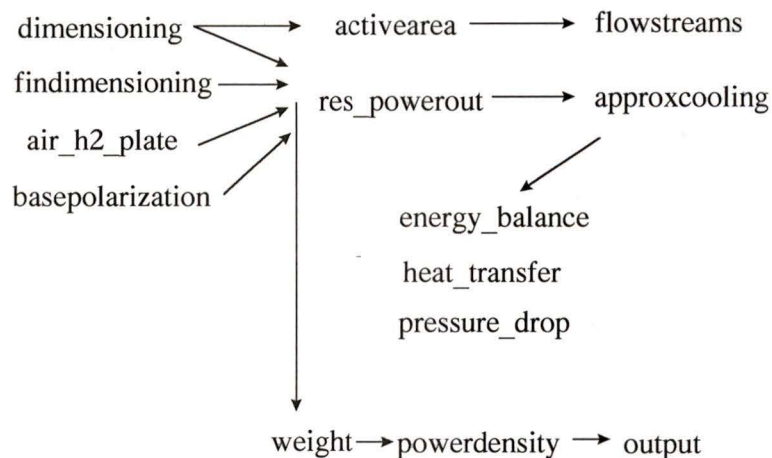 dimensioning activearea flowstreams
findimensioning
res_powerout approxcooling
air_h2_plate
basepolarization
energy_balance
heat_transfer
pressure_drop
weight powerdensity output